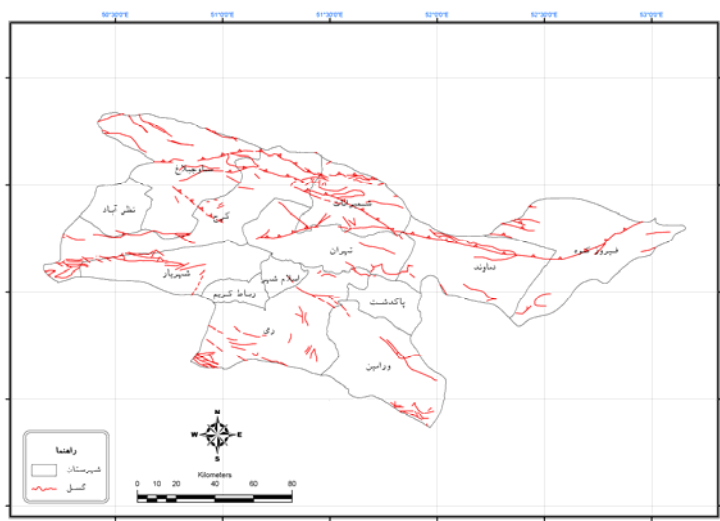 50°30'0"E 51°0'0"E 51°30'0"E 52°0'0"E 52°30'0"E 53°0'0"E
ساوجبلاغ
نظر آباد
کرج
شمیرانات
تهران
فیروز کوه
دماوند
شهریار
اسلام شهر
رباط کریم
پاکدشت
ری
ورامین
N
W E
S
Kilometers
0 10 20 40 60 80
راهنما
شهرستان
گسل